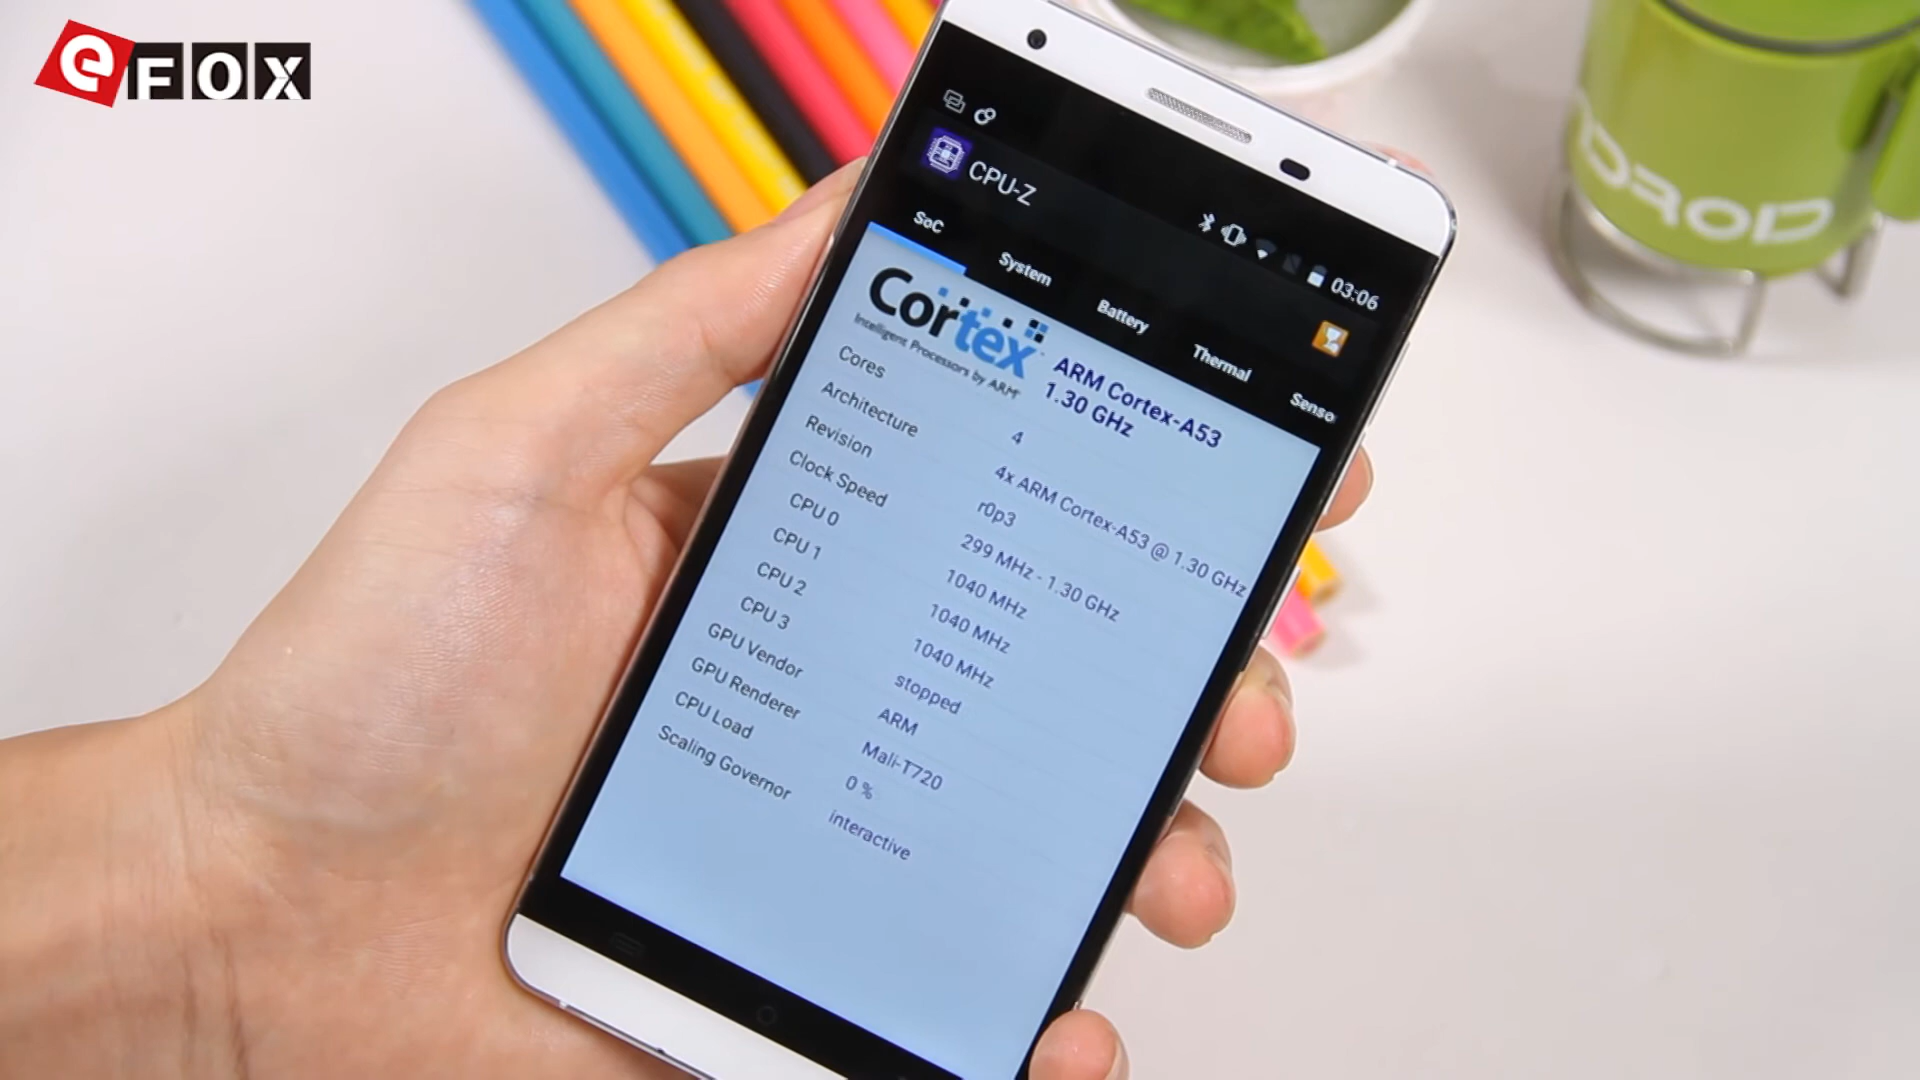 eFOX
CPU-Z
03:06
SoC
System
Battery
Thermal
Senso
Cortex
Intelligent Processors by ARM
ARM Cortex-A53
1.30 GHz
Cores 4
Architecture 4x ARM Cortex-A53 @ 1.30 GHz
Revision r0p3
Clock Speed 299 MHz - 1.30 GHz
CPU 0 1040 MHz
CPU 1 1040 MHz
CPU 2 1040 MHz
CPU 3 stopped
GPU Vendor ARM
GPU Renderer Mali-T720
CPU Load 0 %
Scaling Governor interactive
DROID